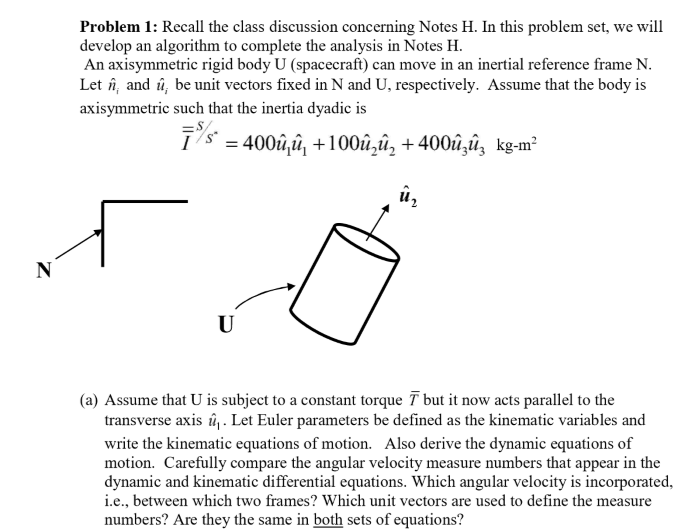 Problem 1: Recall the class discussion concerning Notes H. In this problem set, we will
develop an algorithm to complete the analysis in Notes H.
An axisymmetric rigid body U (spacecraft) can move in an inertial reference frame N.
Let n̂ᵢ and ûᵢ be unit vectors fixed in N and U, respectively. Assume that the body is
axisymmetric such that the inertia dyadic is
I̿^{S/S*} = 400û₁û₁ + 100û₂û₂ + 400û₃û₃ kg-m²
û₂
N
U
(a) Assume that U is subject to a constant torque T̅ but it now acts parallel to the
transverse axis û₁. Let Euler parameters be defined as the kinematic variables and
write the kinematic equations of motion. Also derive the dynamic equations of
motion. Carefully compare the angular velocity measure numbers that appear in the
dynamic and kinematic differential equations. Which angular velocity is incorporated,
i.e., between which two frames? Which unit vectors are used to define the measure
numbers? Are they the same in both sets of equations?